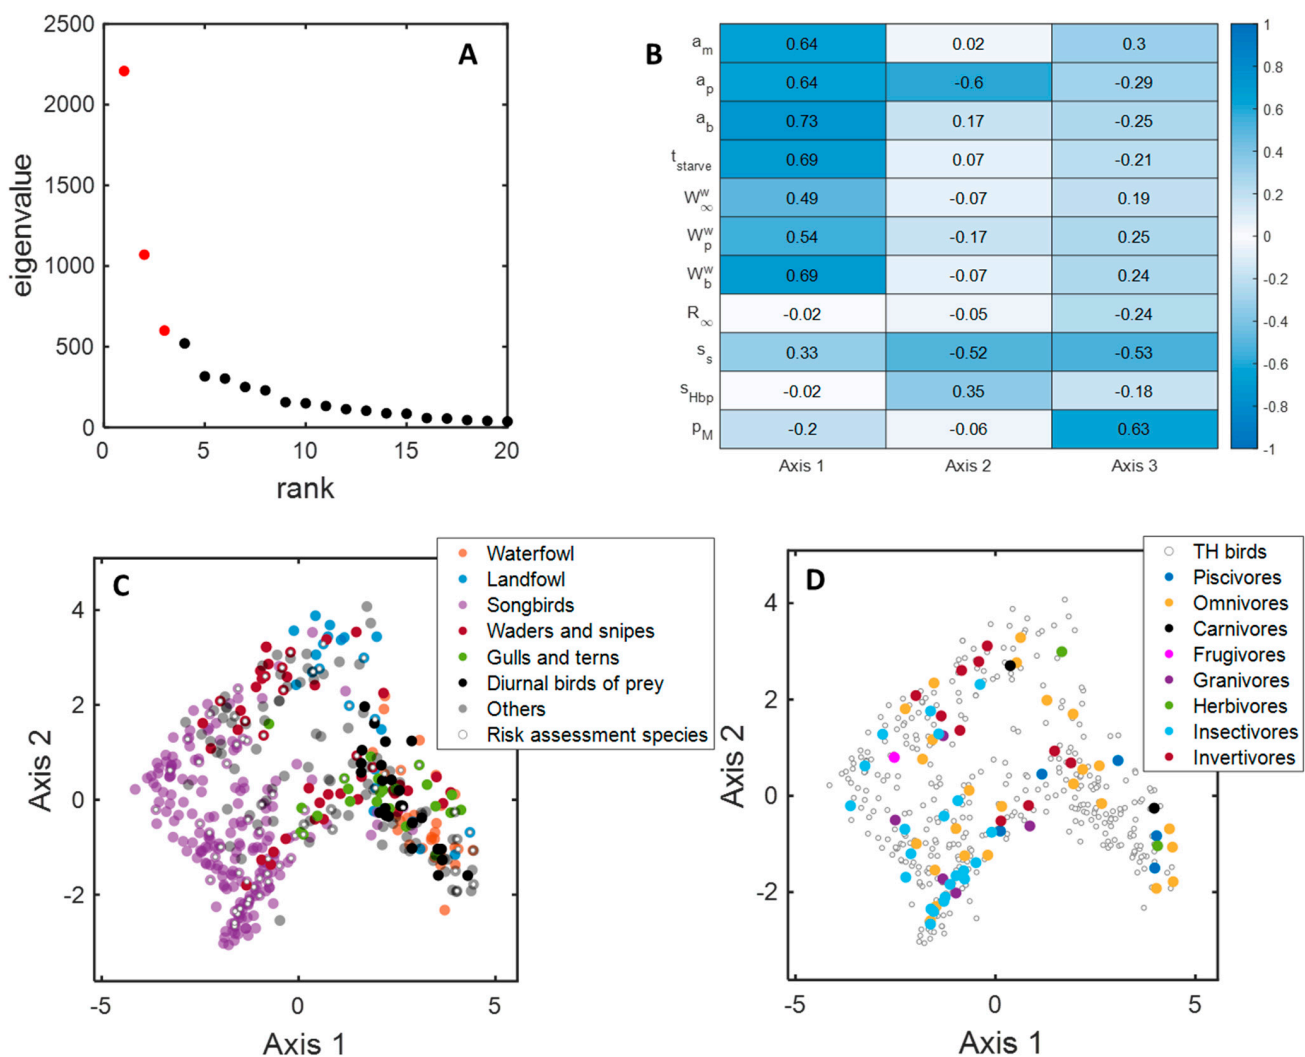 A
eigenvalue
2500
2000
1500
1000
500
0
0 5 10 15 20
rank
B
a_m 0.64 0.02 0.3
a_p 0.64 -0.6 -0.29
a_b 0.73 0.17 -0.25
t_starve 0.69 0.07 -0.21
W^w_∞ 0.49 -0.07 0.19
W^w_p 0.54 -0.17 0.25
W^w_b 0.69 -0.07 0.24
R_∞ -0.02 -0.05 -0.24
s_s 0.33 -0.52 -0.53
s_Hbp -0.02 0.35 -0.18
p_M -0.2 -0.06 0.63
Axis 1 Axis 2 Axis 3
1
0.8
0.6
0.4
0.2
0
-0.2
-0.4
-0.6
-0.8
-1
C
Waterfowl
Landfowl
Songbirds
Waders and snipes
Gulls and terns
Diurnal birds of prey
Others
Risk assessment species
Axis 2
4
2
0
-2
-5 0 5
Axis 1
D
TH birds
Piscivores
Omnivores
Carnivores
Frugivores
Granivores
Herbivores
Insectivores
Invertivores
Axis 2
4
2
0
-2
-5 0 5
Axis 1